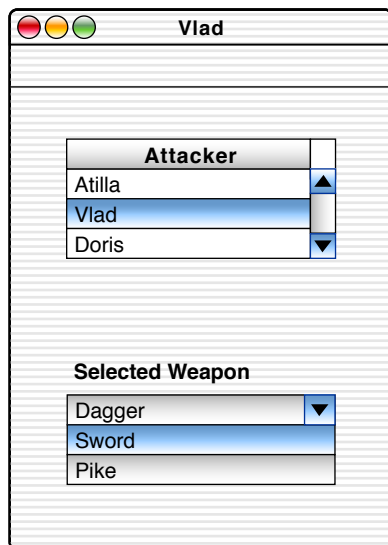 Vlad
Attacker
Atilla
Vlad
Doris
Selected Weapon
Dagger
Sword
Pike